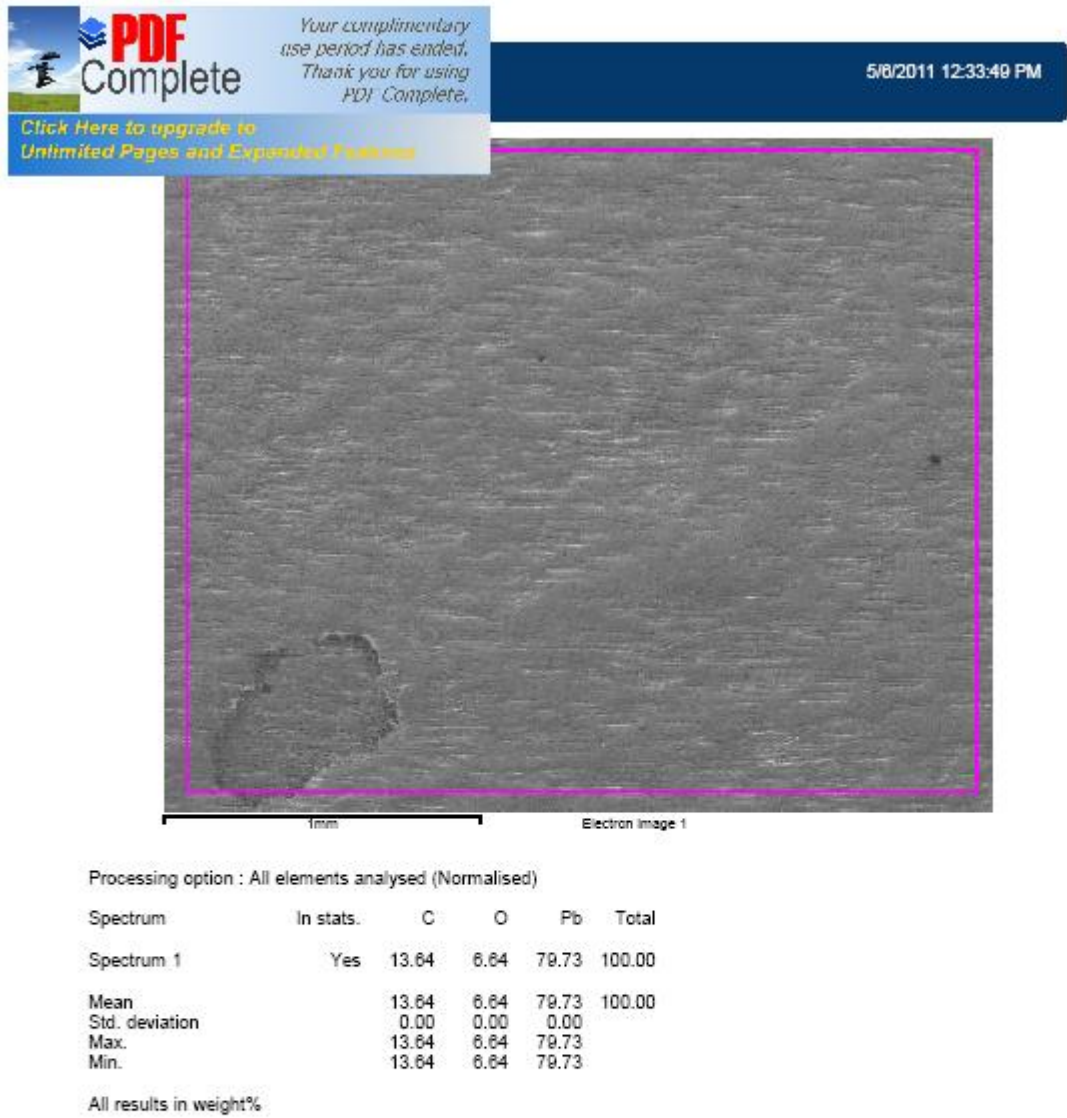 PDF
Complete
Your complimentary
use period has ended.
Thank you for using
PDF Complete.
Click Here to upgrade to
Unlimited Pages and Expanded Features
5/6/2011 12:33:49 PM
1mm
Electron Image 1
Processing option : All elements analysed (Normalised)
Spectrum In stats. C O Pb Total
Spectrum 1 Yes 13.64 6.64 79.73 100.00
Mean 13.64 6.64 79.73 100.00
Std. deviation 0.00 0.00 0.00
Max. 13.64 6.64 79.73
Min. 13.64 6.64 79.73
All results in weight%